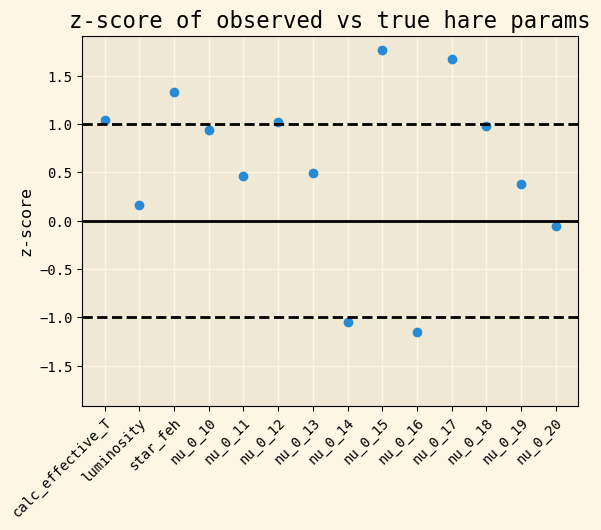 z-score of observed vs true hare params
1.5
1.0
0.5
0.0
−0.5
−1.0
−1.5
z-score
calc_effective_T
luminosity
star_feh
nu_0_10
nu_0_11
nu_0_12
nu_0_13
nu_0_14
nu_0_15
nu_0_16
nu_0_17
nu_0_18
nu_0_19
nu_0_20